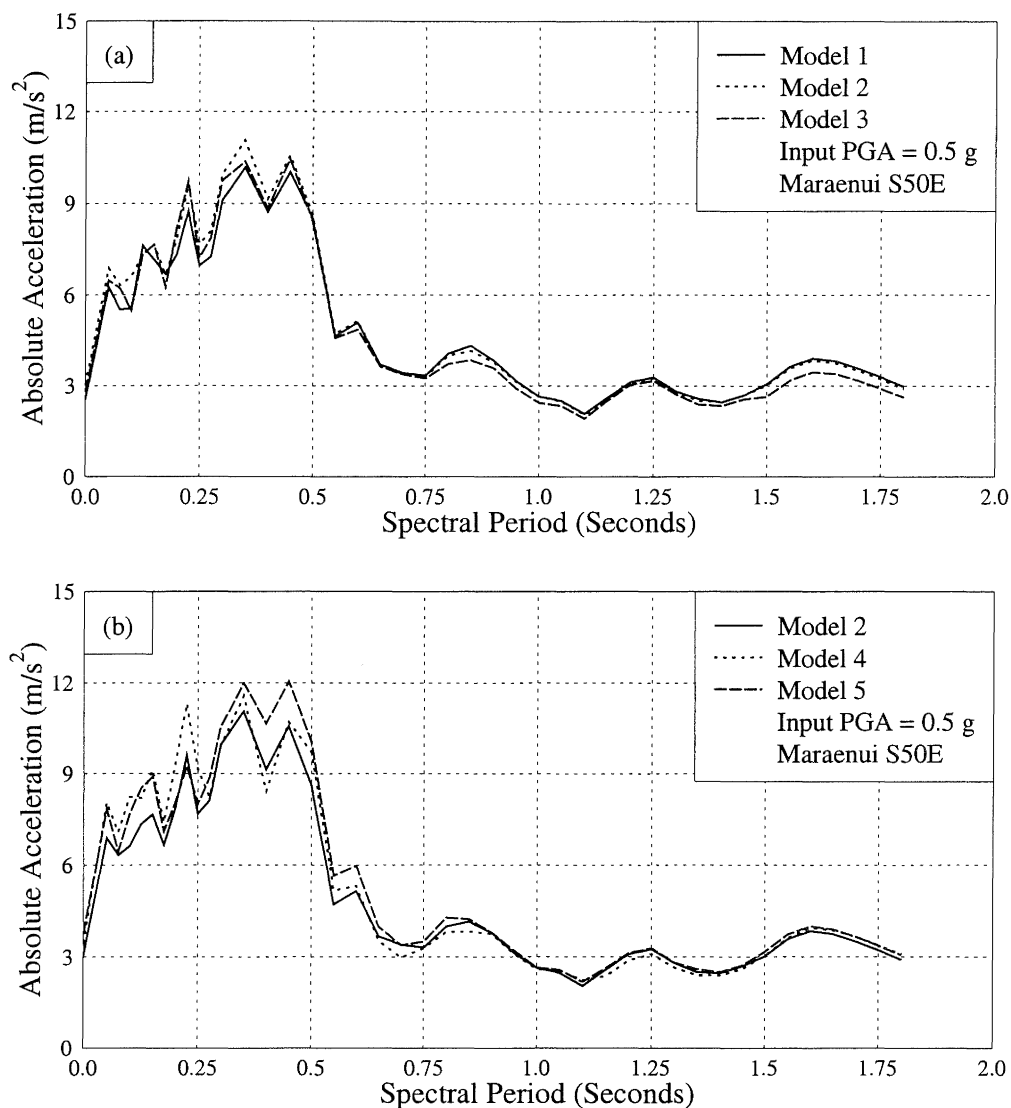 (a)
Model 1
Model 2
Model 3
Input PGA = 0.5 g
Maraenui S50E
Absolute Acceleration (m/s²)
15
12
9
6
3
0
0.0 0.25 0.5 0.75 1.0 1.25 1.5 1.75 2.0
Spectral Period (Seconds)
(b)
Model 2
Model 4
Model 5
Input PGA = 0.5 g
Maraenui S50E
Absolute Acceleration (m/s²)
15
12
9
6
3
0
0.0 0.25 0.5 0.75 1.0 1.25 1.5 1.75 2.0
Spectral Period (Seconds)